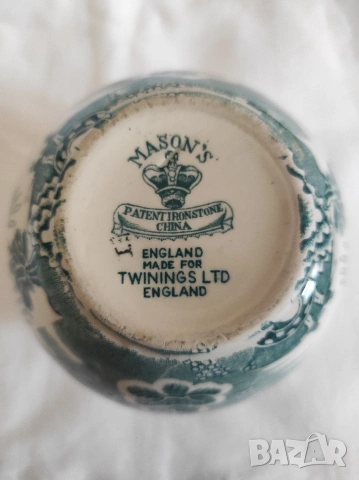 MASON'S
PATENT IRONSTONE
CHINA
ENGLAND
MADE FOR
TWININGS LTD
ENGLAND
BAZAR